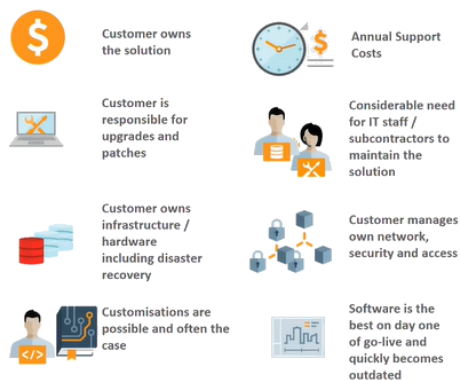 Customer owns
the solution
Annual Support
Costs
Customer is
responsible for
upgrades and
patches
Considerable need
for IT staff /
subcontractors to
maintain the
solution
Customer owns
infrastructure /
hardware
including disaster
recovery
Customer manages
own network,
security and access
Customisations are
possible and often the
case
Software is the
best on day one
of go-live and
quickly becomes
outdated